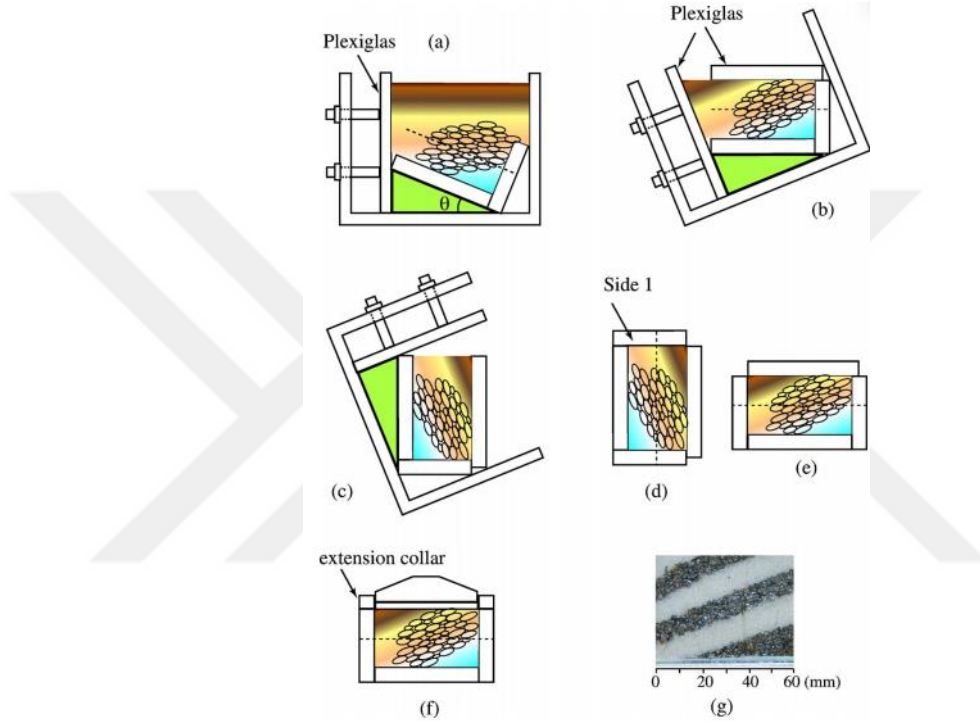 Plexiglas
(a)
θ
Plexiglas
(b)
(c)
Side 1
(d)
(e)
extension collar
(f)
0 20 40 60 (mm)
(g)